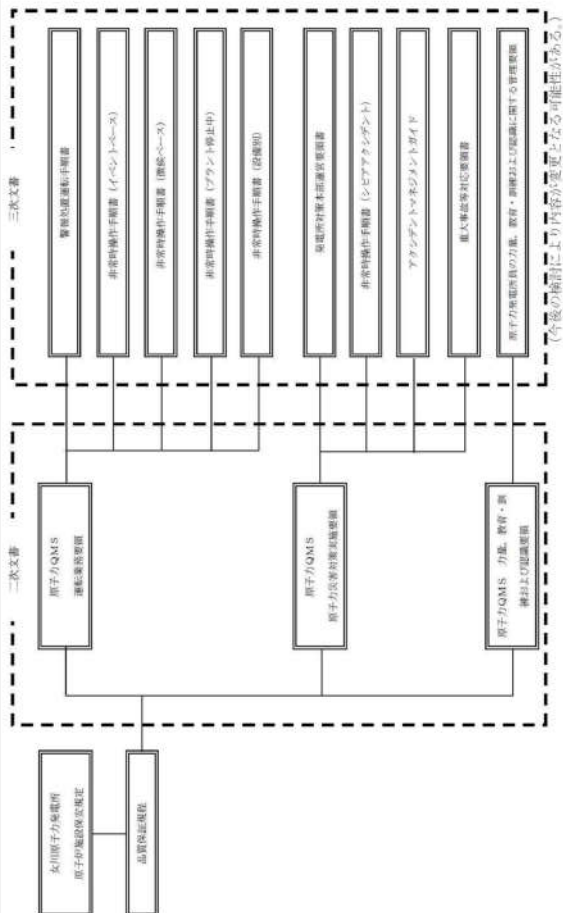 女川原子力発電所
原子炉施設保安規定
品質保証規程
二次文書
原子力QMS
運転業務要領
原子力QMS
原子力災害対策実施要領
原子力QMS 力量，教育・訓
練および認識要領
三次文書
警報処置運転手順書
非常時操作手順書（イベントベース）
非常時操作手順書（徴候ベース）
非常時操作手順書（プラント停止中）
非常時操作手順書（設備別）
発電所対策本部運営要領書
非常時操作手順書（シビアアクシデント）
アクシデントマネジメントガイド
重大事故等対応要領書
原子力発電所員の力量，教育・訓練および認識に関する管理要領
（今後の検討により内容が変更となる可能性がある。）